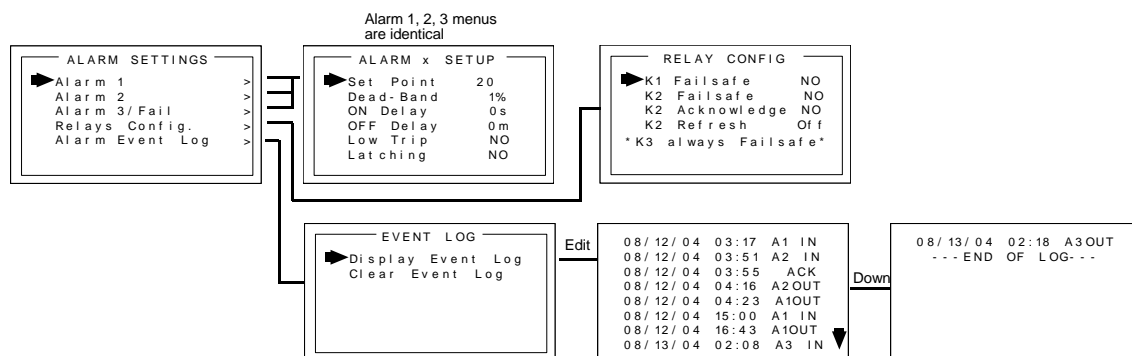 Alarm 1, 2, 3 menus
are identical
ALARM SETTINGS
Alarm 1 >
Alarm 2 >
Alarm 3/Fail >
Relays Config. >
Alarm Event Log >
ALARM x SETUP
Set Point 20
Dead-Band 1%
ON Delay 0s
OFF Delay 0m
Low Trip NO
Latching NO
RELAY CONFIG
K1 Failsafe NO
K2 Failsafe NO
K2 Acknowledge NO
K2 Refresh Off
*K3 always Failsafe*
EVENT LOG
Display Event Log
Clear Event Log
Edit
08/12/04 03:17 A1 IN
08/12/04 03:51 A2 IN
08/12/04 03:55 ACK
08/12/04 04:16 A2OUT
08/12/04 04:23 A1OUT
08/12/04 15:00 A1 IN
08/12/04 16:43 A1OUT
08/13/04 02:08 A3 IN
Down
08/13/04 02:18 A3OUT
---END OF LOG---